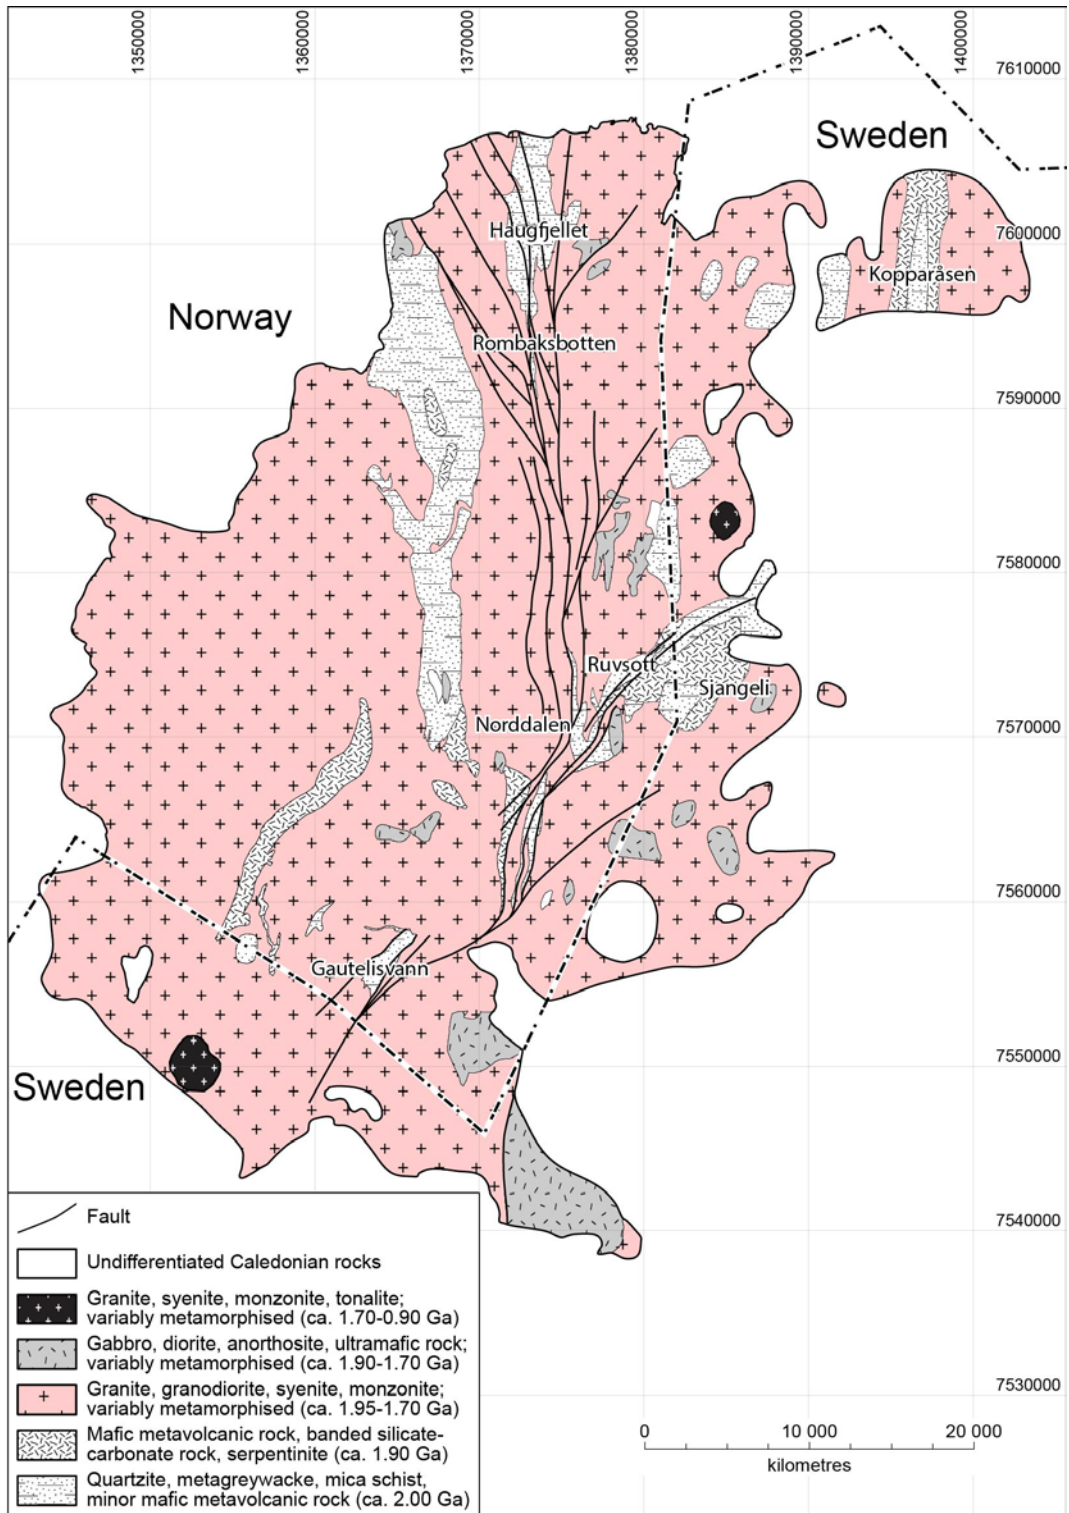 1350000
1360000
1370000
1380000
1390000
1400000
7610000
Sweden
Haugfjellet
7600000
Kopparåsen
Norway
Rombaksbotten
7590000
7580000
Ruvsott
Sjangeli
Norddalen
7570000
7560000
Gautelisvann
7550000
Sweden
7540000
7530000
Fault
Undifferentiated Caledonian rocks
Granite, syenite, monzonite, tonalite;
variably metamorphised (ca. 1.70-0.90 Ga)
Gabbro, diorite, anorthosite, ultramafic rock;
variably metamorphised (ca. 1.90-1.70 Ga)
Granite, granodiorite, syenite, monzonite;
variably metamorphised (ca. 1.95-1.70 Ga)
Mafic metavolcanic rock, banded silicate-
carbonate rock, serpentinite (ca. 1.90 Ga)
Quartzite, metagreywacke, mica schist,
minor mafic metavolcanic rock (ca. 2.00 Ga)
0 10 000 20 000
kilometres